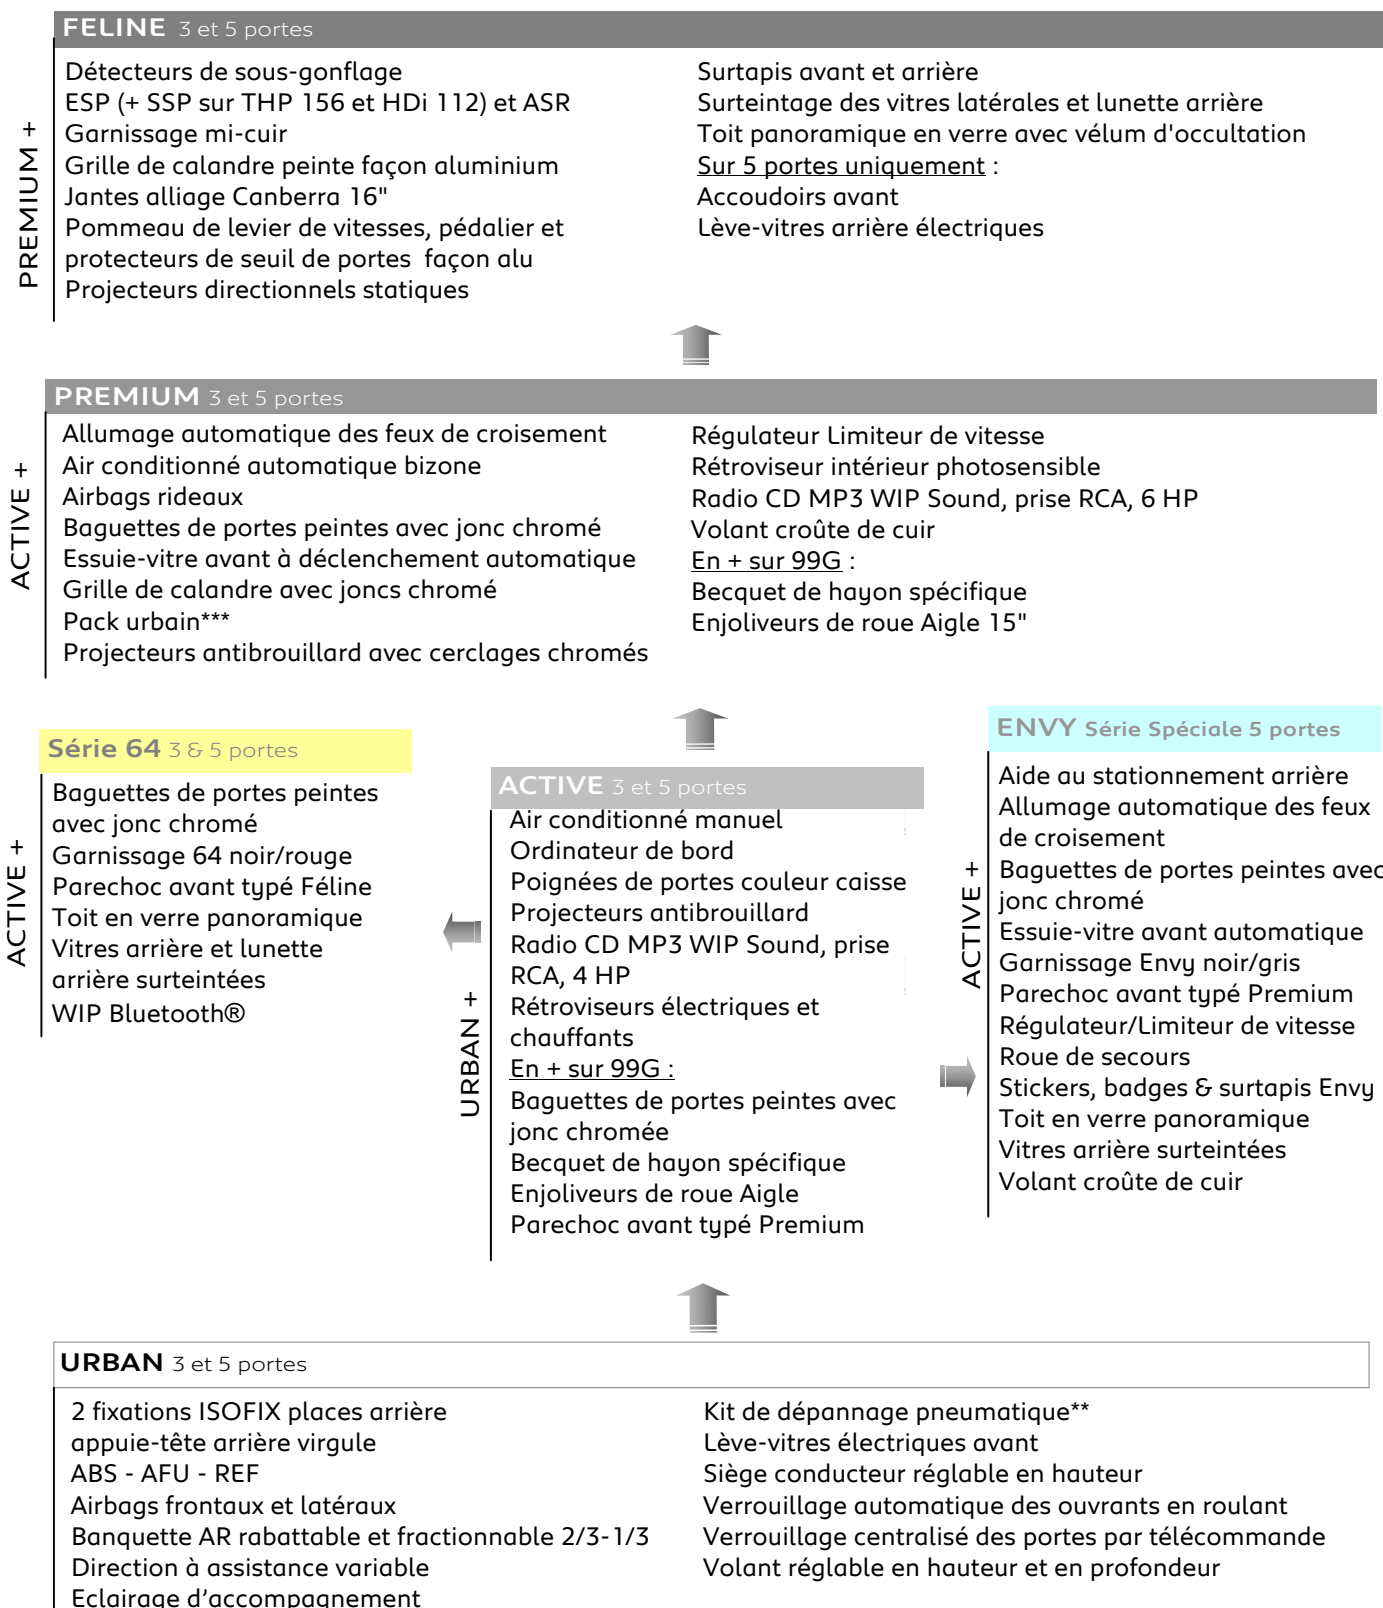 FELINE 3 et 5 portes
PREMIUM +
Détecteurs de sous-gonflage
ESP (+ SSP sur THP 156 et HDi 112) et ASR
Garnissage mi-cuir
Grille de calandre peinte façon aluminium
Jantes alliage Canberra 16"
Pommeau de levier de vitesses, pédalier et
protecteurs de seuil de portes façon alu
Projecteurs directionnels statiques
Surtapis avant et arrière
Surteintage des vitres latérales et lunette arrière
Toit panoramique en verre avec vélum d'occultation
Sur 5 portes uniquement :
Accoudoirs avant
Lève-vitres arrière électriques
PREMIUM 3 et 5 portes
ACTIVE +
Allumage automatique des feux de croisement
Air conditionné automatique bizone
Airbags rideaux
Baguettes de portes peintes avec jonc chromé
Essuie-vitre avant à déclenchement automatique
Grille de calandre avec joncs chromé
Pack urbain***
Projecteurs antibrouillard avec cerclages chromés
Régulateur Limiteur de vitesse
Rétroviseur intérieur photosensible
Radio CD MP3 WIP Sound, prise RCA, 6 HP
Volant croûte de cuir
En + sur 99G :
Becquet de hayon spécifique
Enjoliveurs de roue Aigle 15"
Série 64 3 & 5 portes
ACTIVE +
Baguettes de portes peintes
avec jonc chromé
Garnissage 64 noir/rouge
Parechoc avant typé Féline
Toit en verre panoramique
Vitres arrière et lunette
arrière surteintées
WIP Bluetooth®
ACTIVE 3 et 5 portes
URBAN +
Air conditionné manuel
Ordinateur de bord
Poignées de portes couleur caisse
Projecteurs antibrouillard
Radio CD MP3 WIP Sound, prise
RCA, 4 HP
Rétroviseurs électriques et
chauffants
En + sur 99G :
Baguettes de portes peintes avec
jonc chromée
Becquet de hayon spécifique
Enjoliveurs de roue Aigle
Parechoc avant typé Premium
ENVY Série Spéciale 5 portes
ACTIVE +
Aide au stationnement arrière
Allumage automatique des feux
de croisement
Baguettes de portes peintes avec
jonc chromé
Essuie-vitre avant automatique
Garnissage Envy noir/gris
Parechoc avant typé Premium
Régulateur/Limiteur de vitesse
Roue de secours
Stickers, badges & surtapis Envy
Toit en verre panoramique
Vitres arrière surteintées
Volant croûte de cuir
URBAN 3 et 5 portes
2 fixations ISOFIX places arrière
appuie-tête arrière virgule
ABS - AFU - REF
Airbags frontaux et latéraux
Banquette AR rabattable et fractionnable 2/3-1/3
Direction à assistance variable
Eclairage d'accompagnement
Kit de dépannage pneumatique**
Lève-vitres électriques avant
Siège conducteur réglable en hauteur
Verrouillage automatique des ouvrants en roulant
Verrouillage centralisé des portes par télécommande
Volant réglable en hauteur et en profondeur